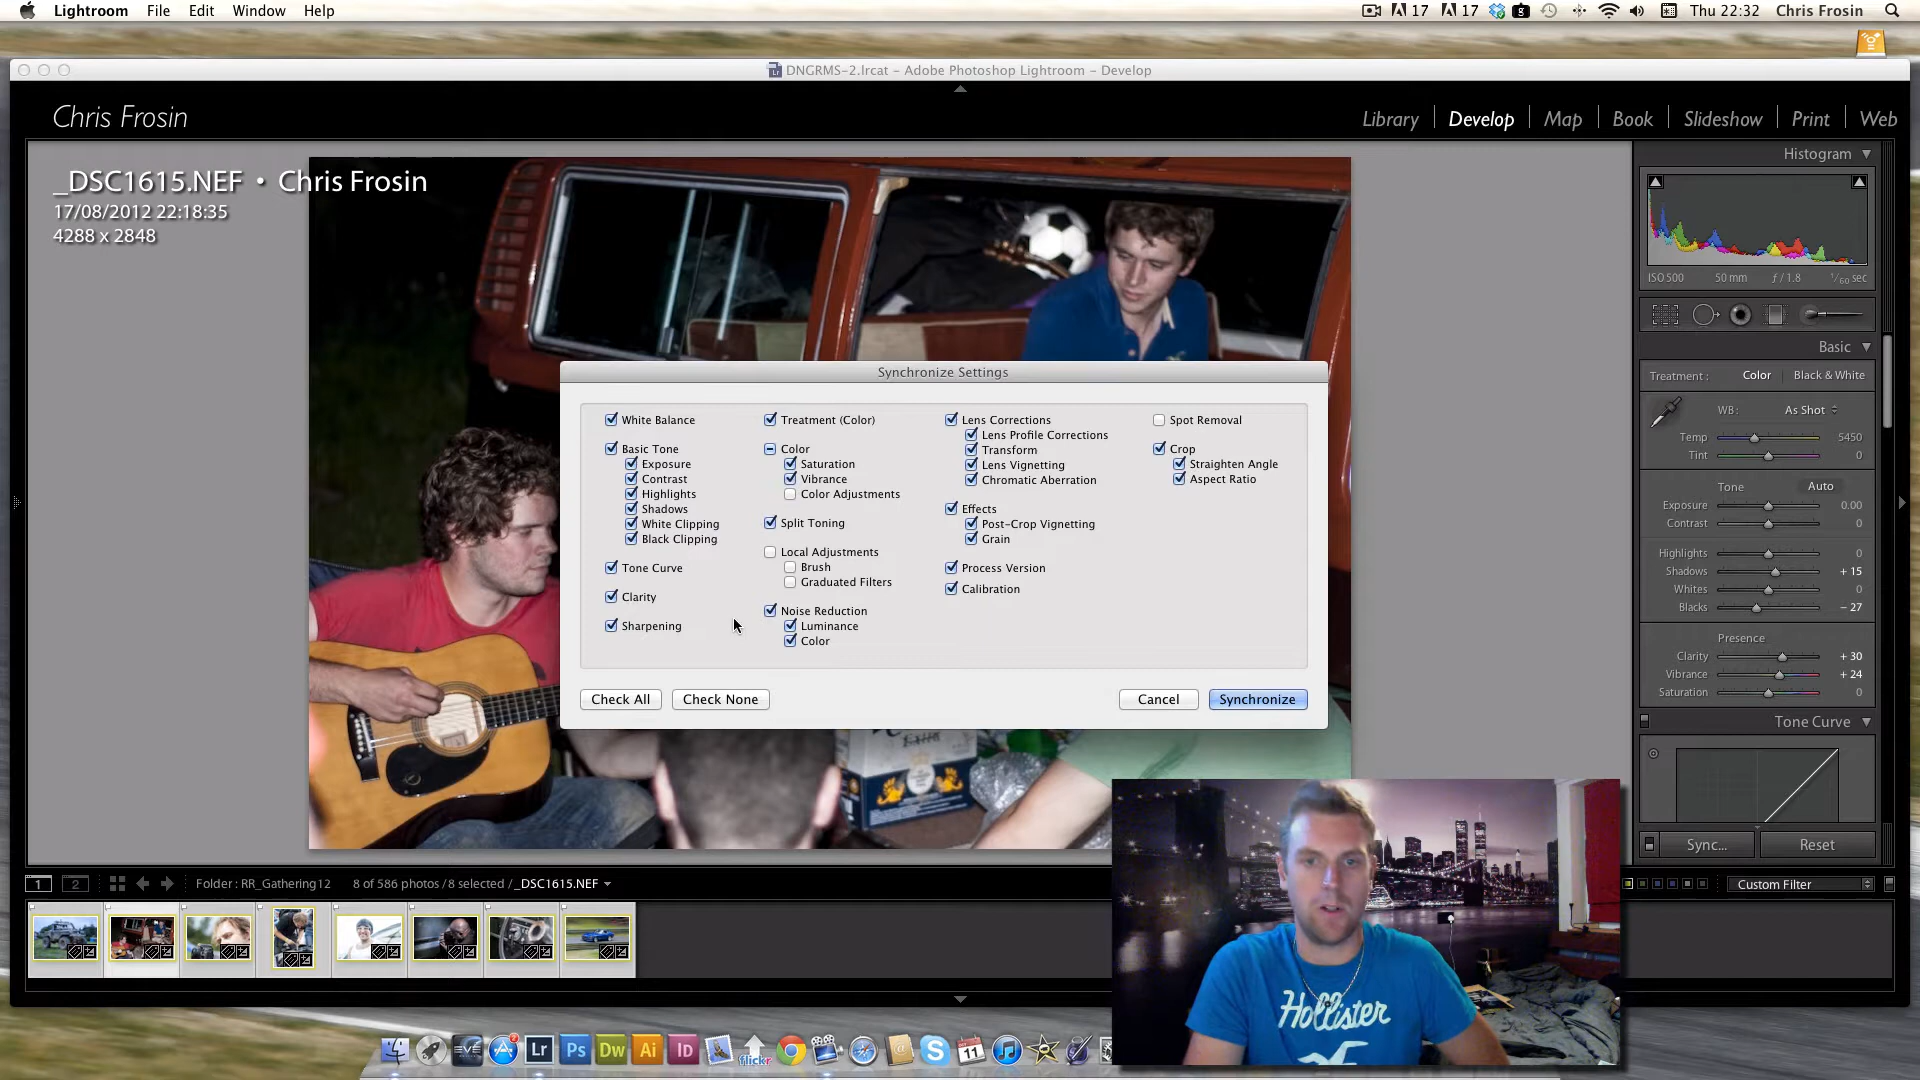 Lightroom File Edit Window Help
17 17 Thu 22:32 Chris Frosin
DNGRMS-2.lrcat – Adobe Photoshop Lightroom – Develop
Chris Frosin
Library Develop Map Book Slideshow Print Web
_DSC1615.NEF • Chris Frosin
17/08/2012 22:18:35
4288 x 2848
Histogram
ISO 500 50 mm ƒ / 1.8 1/60 sec
Basic
Treatment : Color Black & White
WB: As Shot
Temp 5450
Tint 0
Tone Auto
Exposure 0.00
Contrast 0
Highlights 0
Shadows + 15
Whites 0
Blacks – 27
Presence
Clarity + 30
Vibrance + 24
Saturation 0
Tone Curve
Sync... Reset
Synchronize Settings
White Balance
Basic Tone
Exposure
Contrast
Highlights
Shadows
White Clipping
Black Clipping
Tone Curve
Clarity
Sharpening
Treatment (Color)
Color
Saturation
Vibrance
Color Adjustments
Split Toning
Local Adjustments
Brush
Graduated Filters
Noise Reduction
Luminance
Color
Lens Corrections
Lens Profile Corrections
Transform
Lens Vignetting
Chromatic Aberration
Effects
Post-Crop Vignetting
Grain
Process Version
Calibration
Spot Removal
Crop
Straighten Angle
Aspect Ratio
Check All Check None Cancel Synchronize
1 2 Folder : RR_Gathering12 8 of 586 photos / 8 selected / _DSC1615.NEF
Custom Filter
Hollister
EVE Lr Ps Dw Ai Id flickr 11